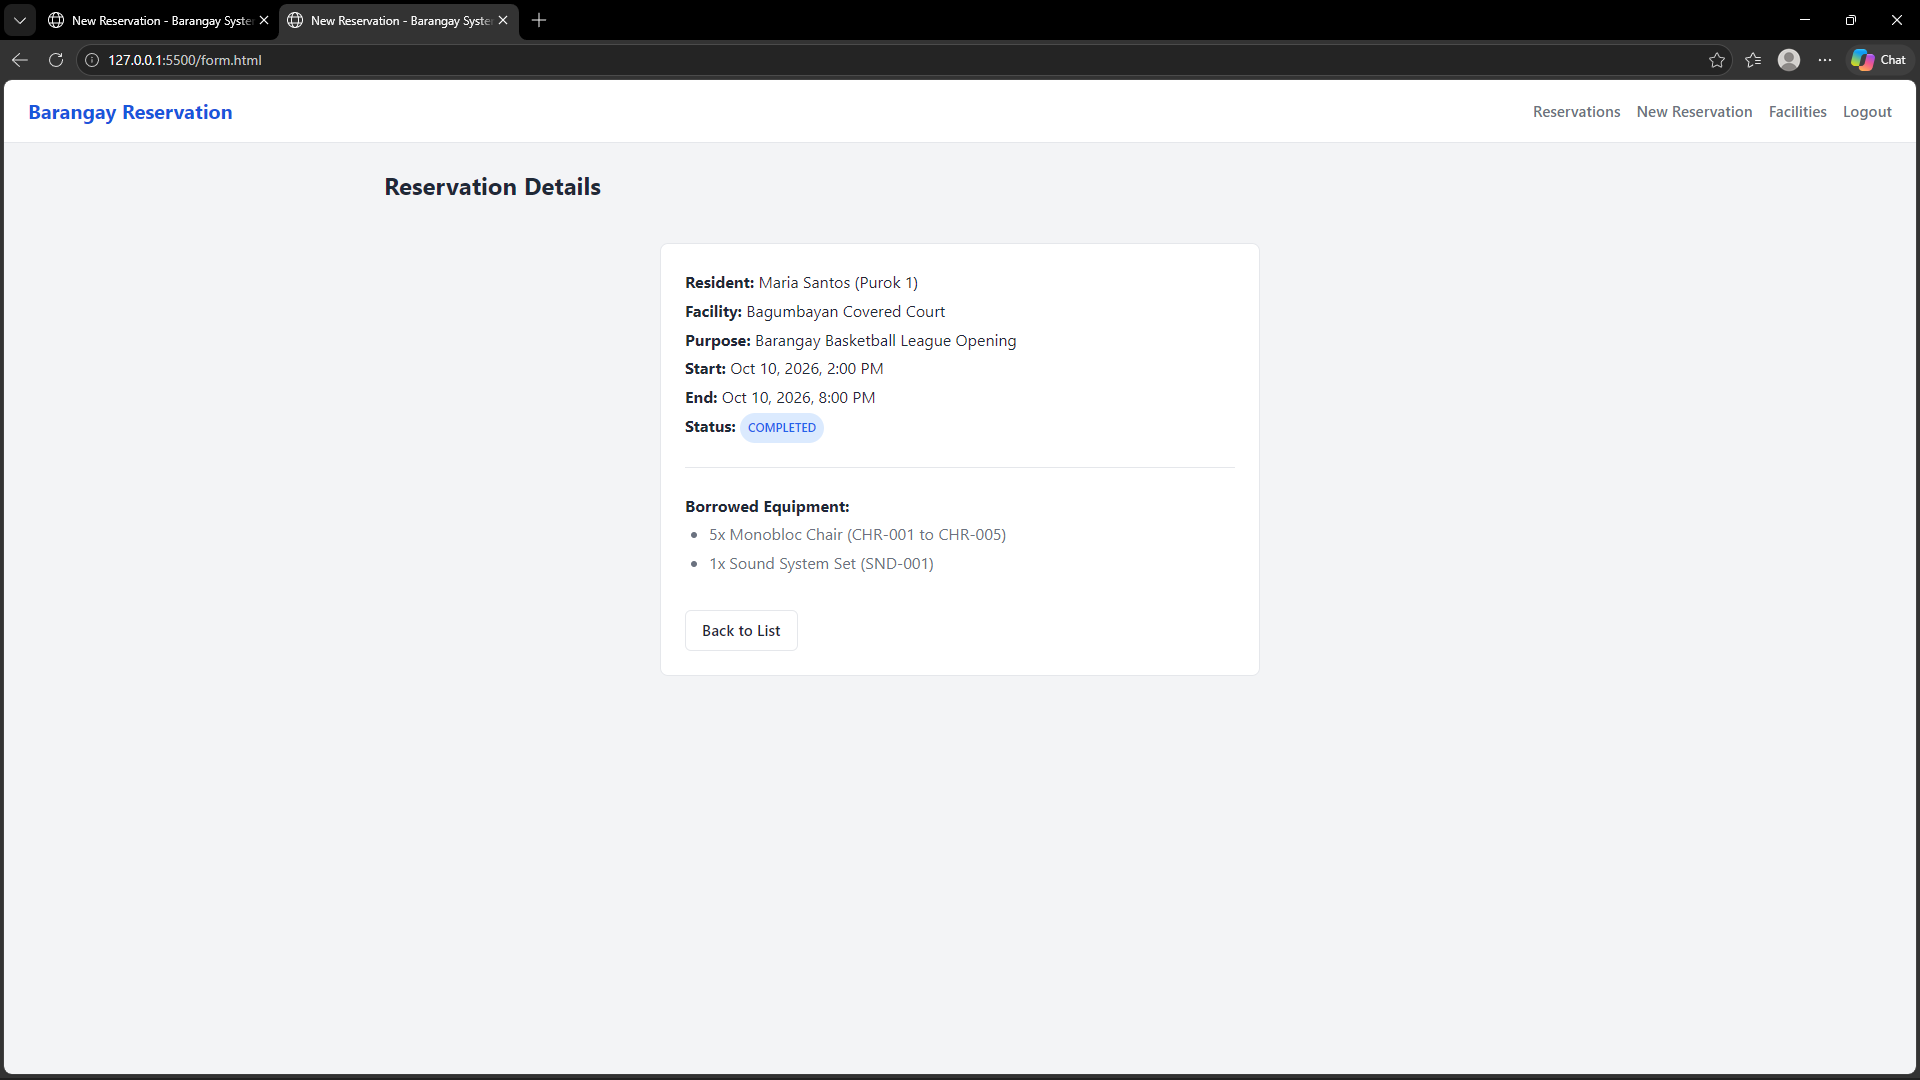 New Reservation - Barangay Syste
New Reservation - Barangay Syste
127.0.0.1:5500/form.html
Chat
Barangay Reservation
Reservations
New Reservation
Facilities
Logout
Reservation Details
Resident: Maria Santos (Purok 1)
Facility: Bagumbayan Covered Court
Purpose: Barangay Basketball League Opening
Start: Oct 10, 2026, 2:00 PM
End: Oct 10, 2026, 8:00 PM
Status: COMPLETED
Borrowed Equipment:
• 5x Monobloc Chair (CHR-001 to CHR-005)
• 1x Sound System Set (SND-001)
Back to List